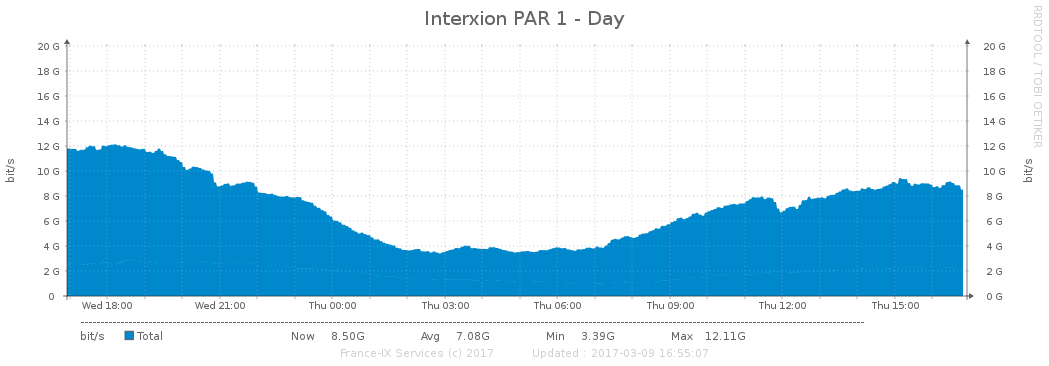 Interxion PAR 1 - Day
RRDTOOL / TOBI OETIKER
20 G 20 G
18 G 18 G
16 G 16 G
14 G 14 G
12 G 12 G
10 G 10 G
8 G 8 G
6 G 6 G
4 G 4 G
2 G 2 G
0 0 G
bit/s bit/s
Wed 18:00 Wed 21:00 Thu 00:00 Thu 03:00 Thu 06:00 Thu 09:00 Thu 12:00 Thu 15:00
bit/s Total Now 8.50G Avg 7.08G Min 3.39G Max 12.11G
France-IX Services (c) 2017 Updated : 2017-03-09 16:55:07